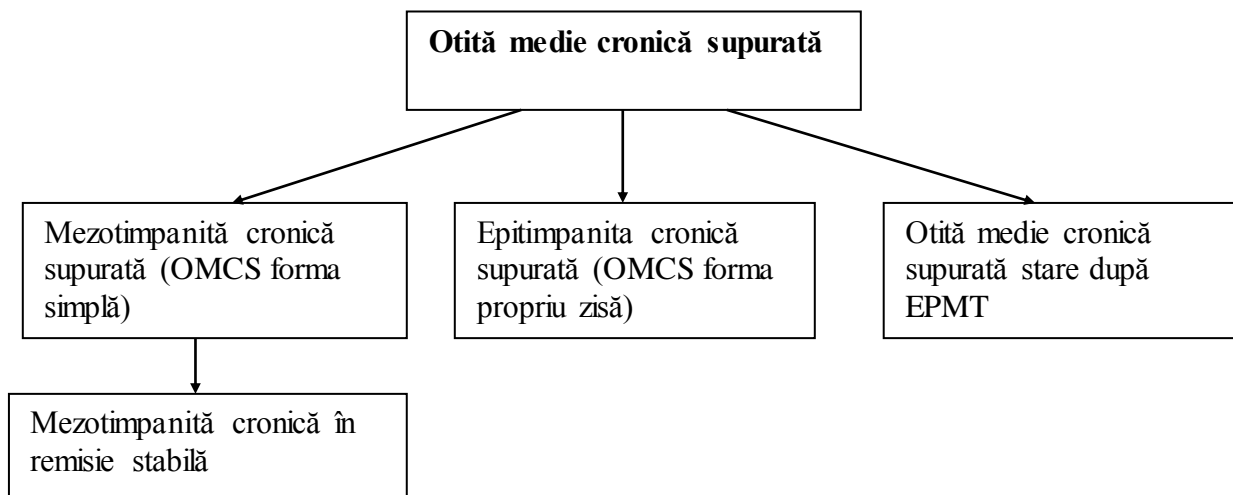 Otită medie cronică supurată
Mezotimpanită cronică
supurată (OMCS forma
simplă)
Epitimpanita cronică
supurată (OMCS forma
propriu zisă)
Otită medie cronică
supurată stare după
EPMT
Mezotimpanită cronică în
remisie stabilă